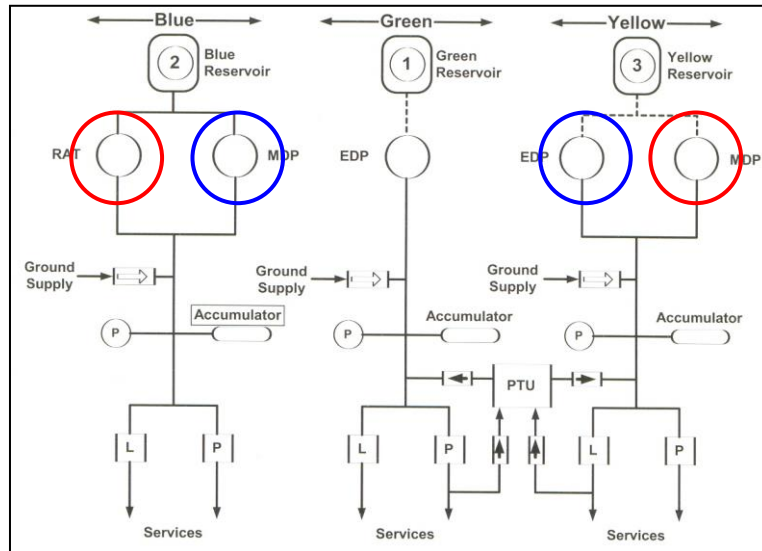 Blue
Green
Yellow
2
Blue
Reservoir
1
Green
Reservoir
3
Yellow
Reservoir
RAT
MDP
EDP
EDP
MDP
Ground
Supply
Ground
Supply
Ground
Supply
P
Accumulator
P
Accumulator
P
Accumulator
PTU
L
P
L
P
L
P
Services
Services
Services